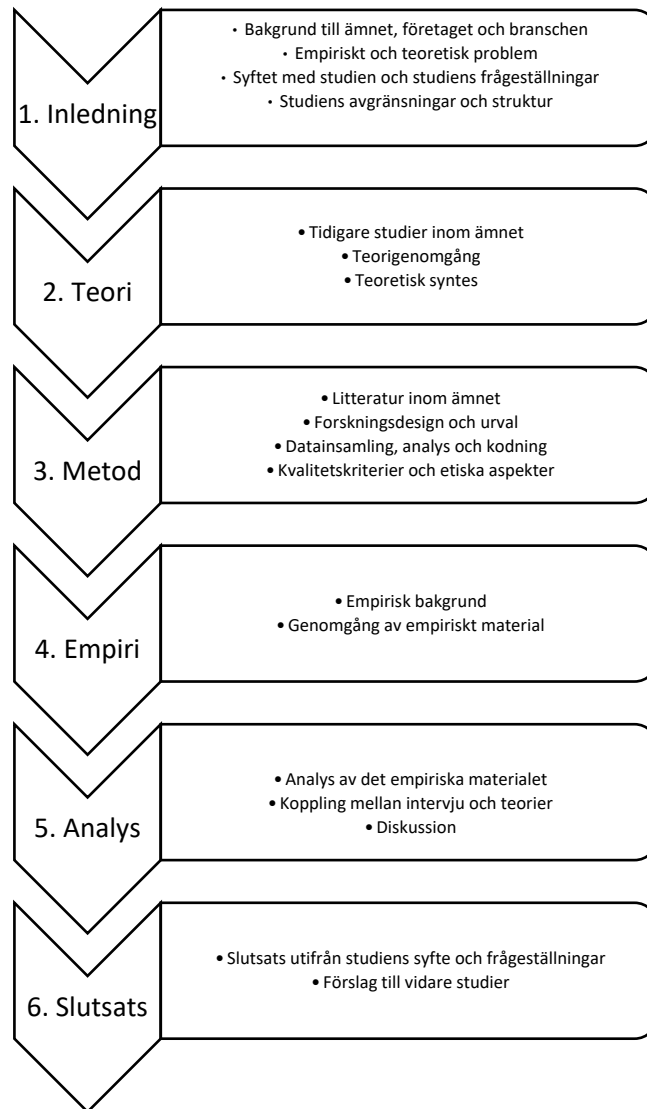 1. Inledning
· Bakgrund till ämnet, företaget och branschen
· Empiriskt och teoretisk problem
· Syftet med studien och studiens frågeställningar
· Studiens avgränsningar och struktur
2. Teori
• Tidigare studier inom ämnet
• Teorigenomgång
• Teoretisk syntes
3. Metod
• Litteratur inom ämnet
• Forskningsdesign och urval
• Datainsamling, analys och kodning
• Kvalitetskriterier och etiska aspekter
4. Empiri
• Empirisk bakgrund
• Genomgång av empiriskt material
5. Analys
• Analys av det empiriska materialet
• Koppling mellan intervju och teorier
• Diskussion
6. Slutsats
• Slutsats utifrån studiens syfte och frågeställningar
• Förslag till vidare studier